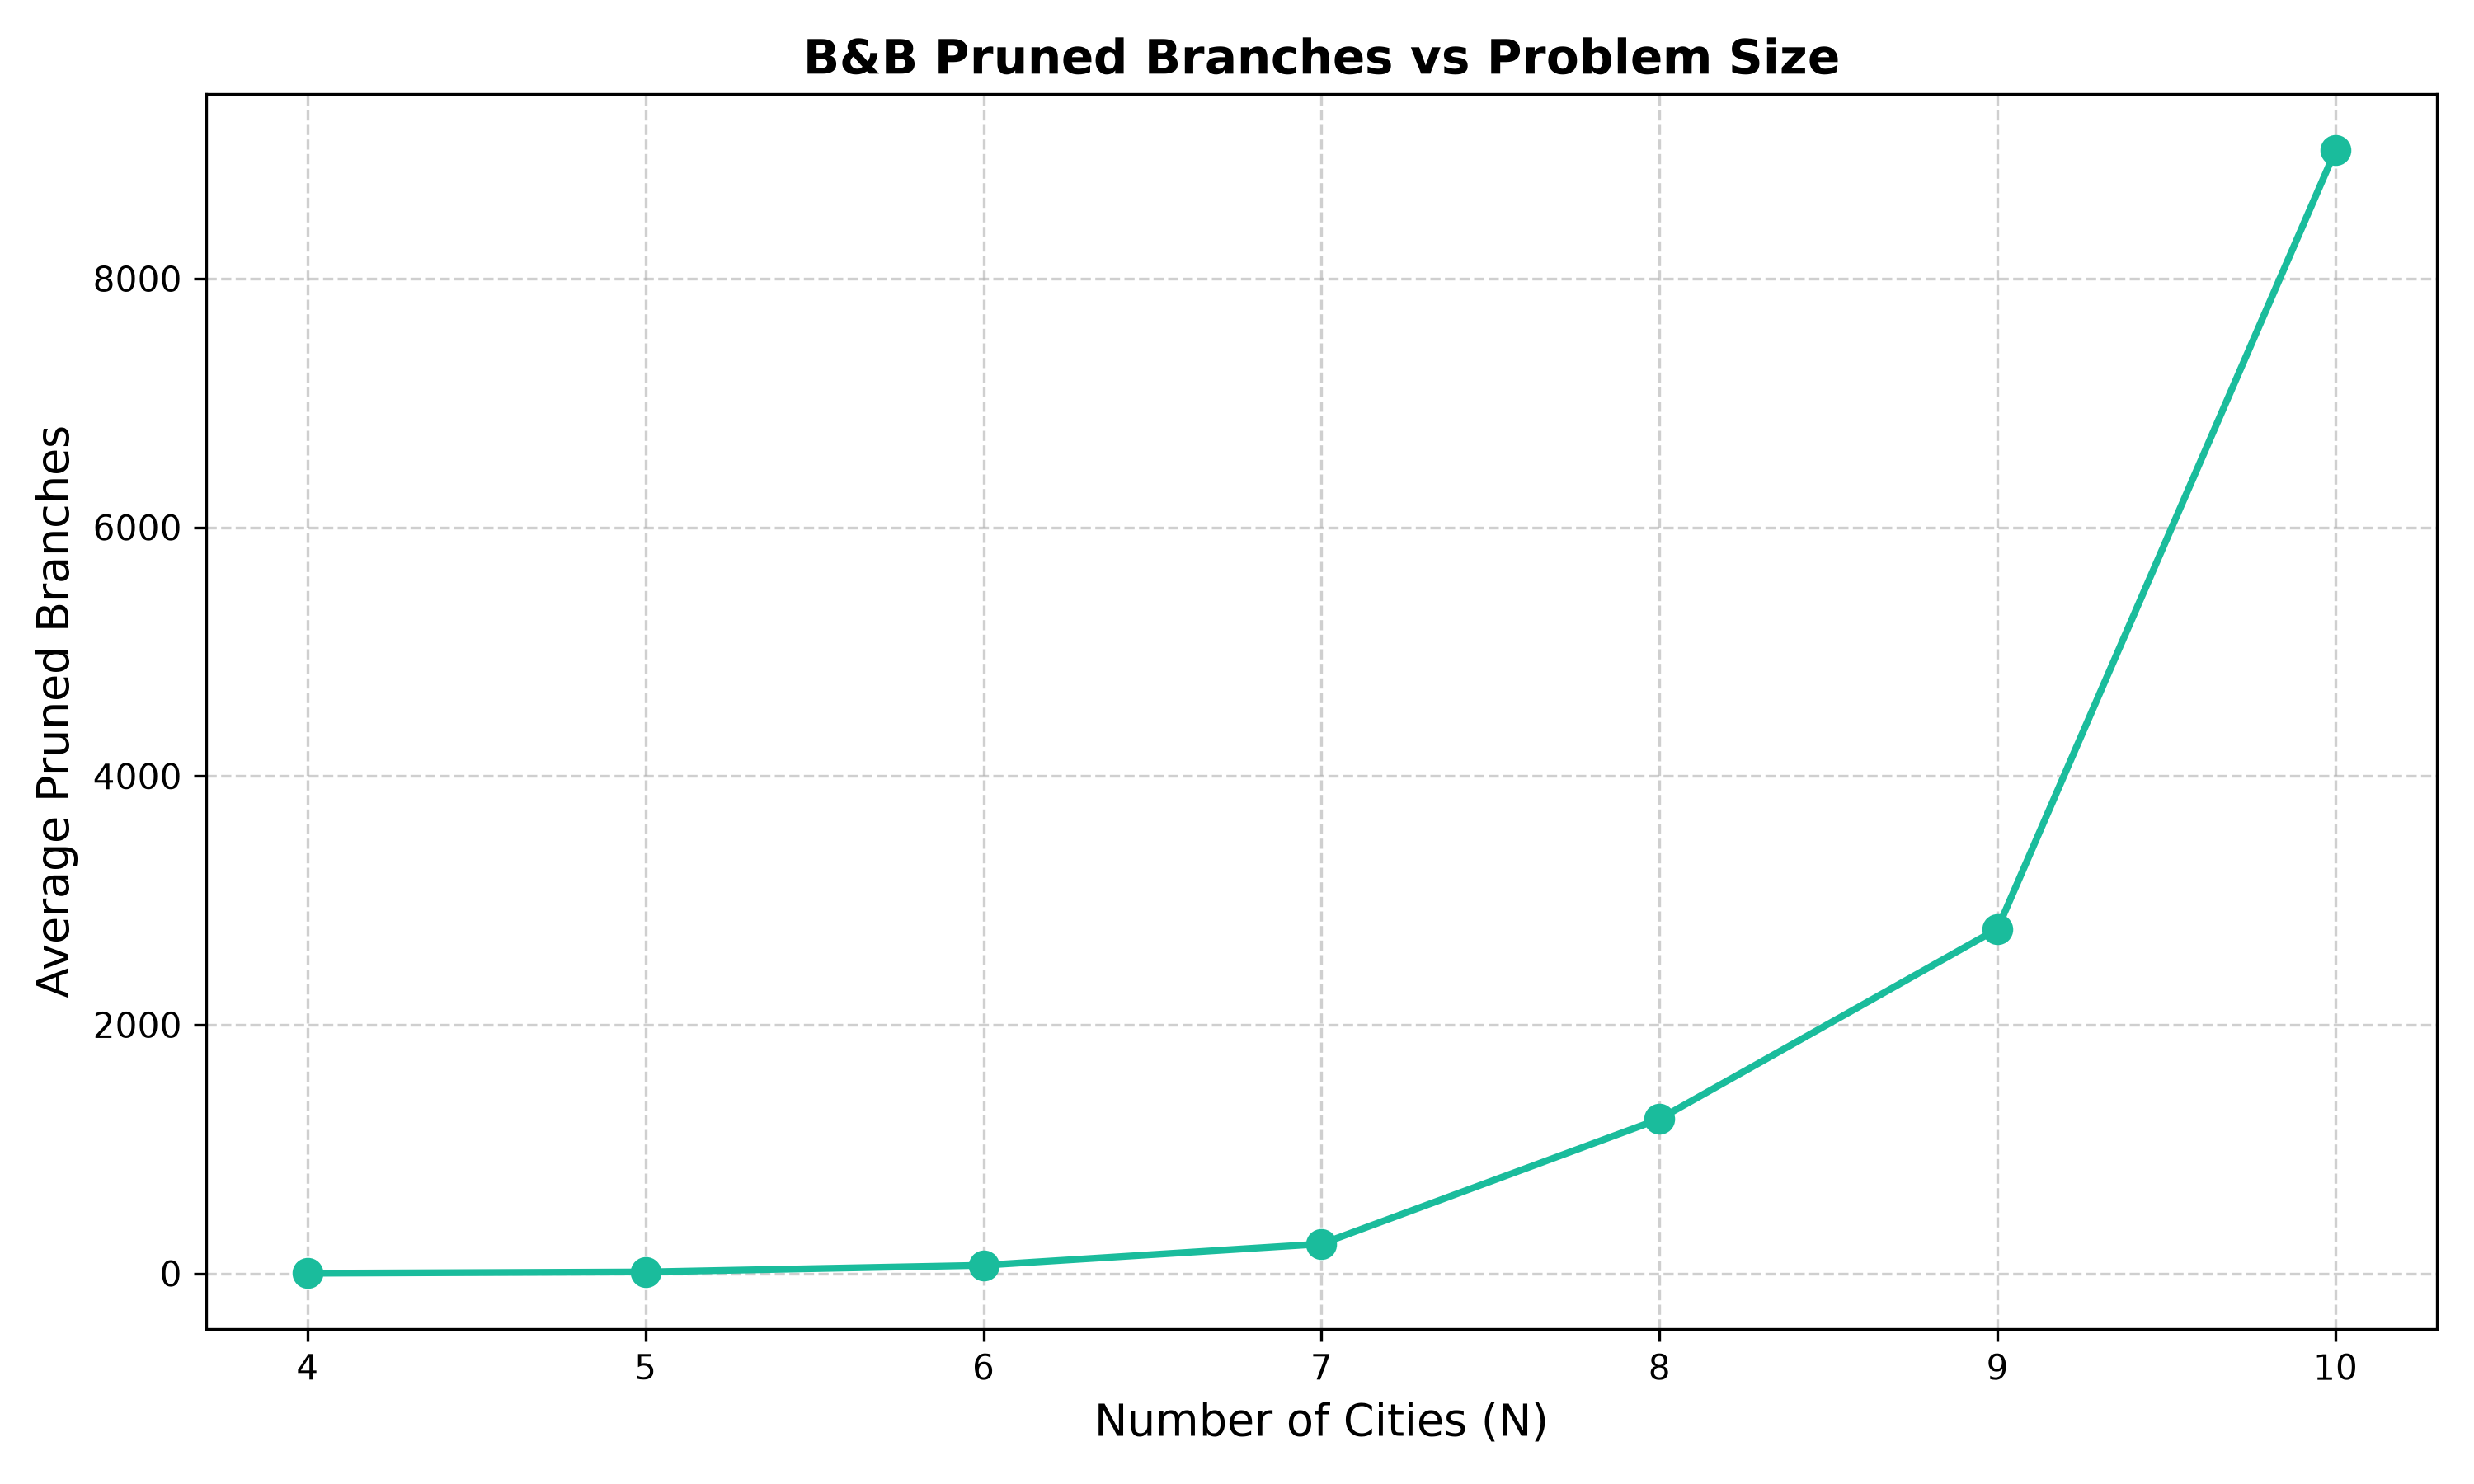 B&B Pruned Branches vs Problem Size
Average Pruned Branches
8000
6000
4000
2000
0
4 5 6 7 8 9 10
Number of Cities (N)